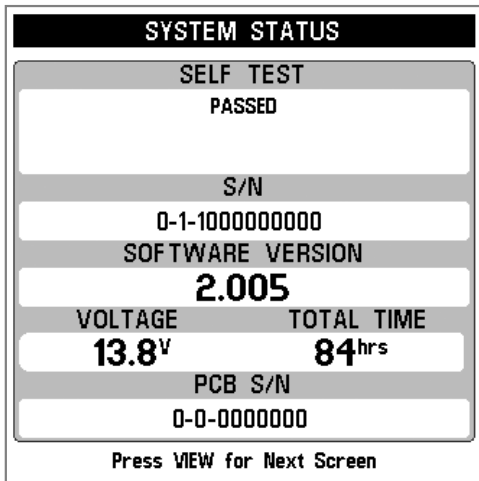 SYSTEM STATUS
SELF TEST
PASSED
S/N
0-1-1000000000
SOFTWARE VERSION
2.005
VOLTAGE TOTAL TIME
13.8V 84hrs
PCB S/N
0-0-0000000
Press VIEW for Next Screen